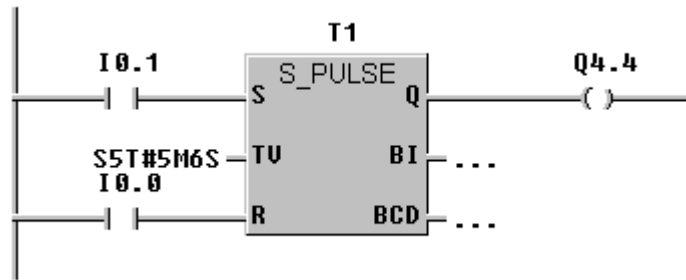 T1
I0.1
S_PULSE
Q4.4
S
Q
S5T#5M6S
TV
BI
...
I0.0
R
BCD
...